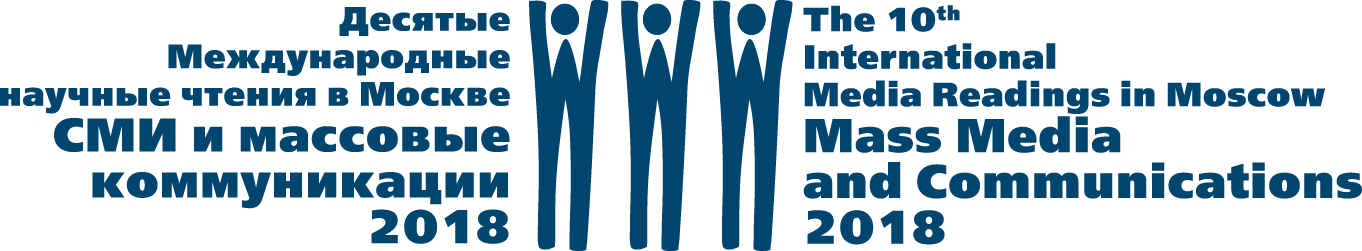 Десятые
Международные
научные чтения в Москве
СМИ и массовые
коммуникации
2018
The 10th
International
Media Readings in Moscow
Mass Media
and Communications
2018